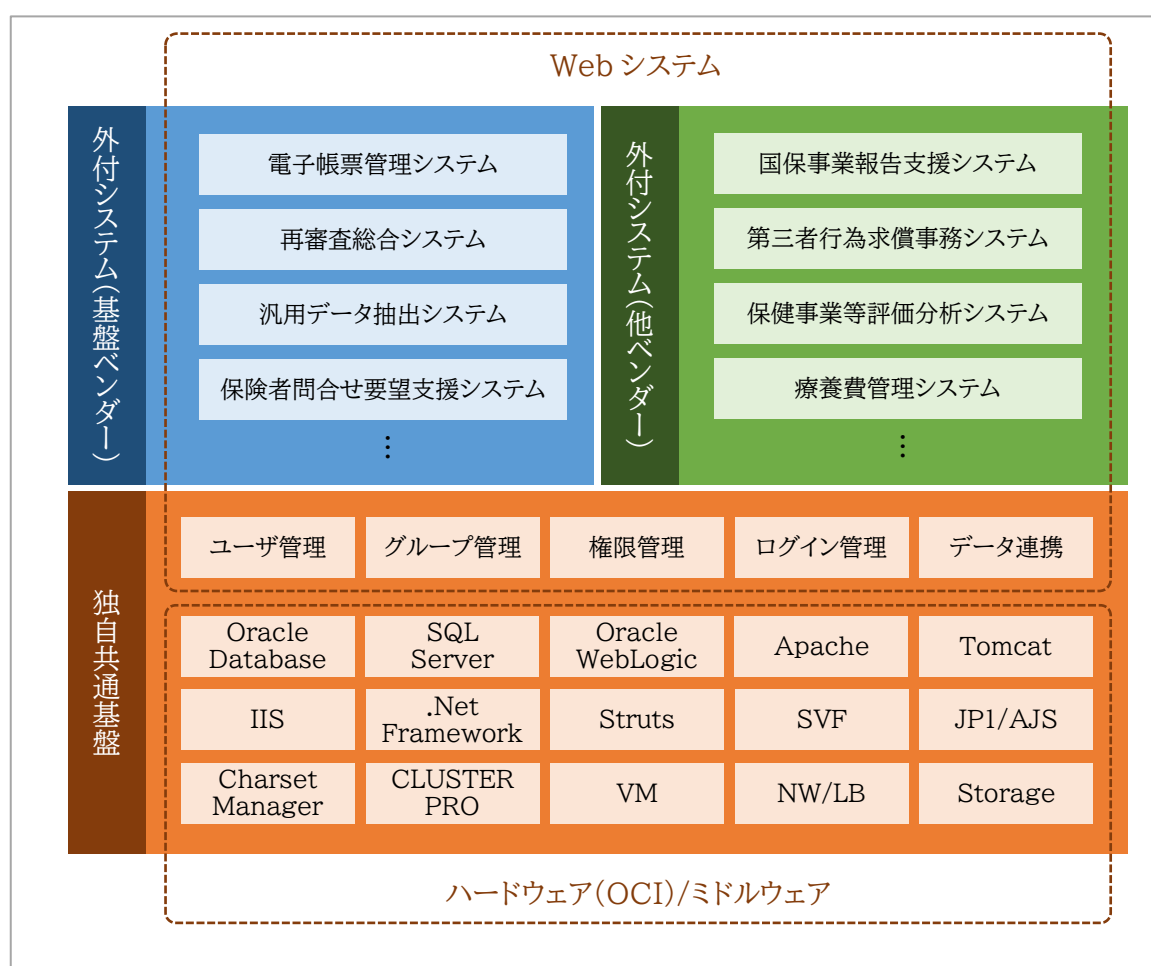 Web システム
外付システム(基盤ベンダー)
電子帳票管理システム
再審査総合システム
汎用データ抽出システム
保険者問合せ要望支援システム
⋮
外付システム(他ベンダー)
国保事業報告支援システム
第三者行為求償事務システム
保健事業等評価分析システム
療養費管理システム
⋮
独自共通基盤
ユーザ管理
グループ管理
権限管理
ログイン管理
データ連携
Oracle
Database
SQL
Server
Oracle
WebLogic
Apache
Tomcat
IIS
.Net
Framework
Struts
SVF
JP1/AJS
Charset
Manager
CLUSTER
PRO
VM
NW/LB
Storage
ハードウェア(OCI)/ミドルウェア